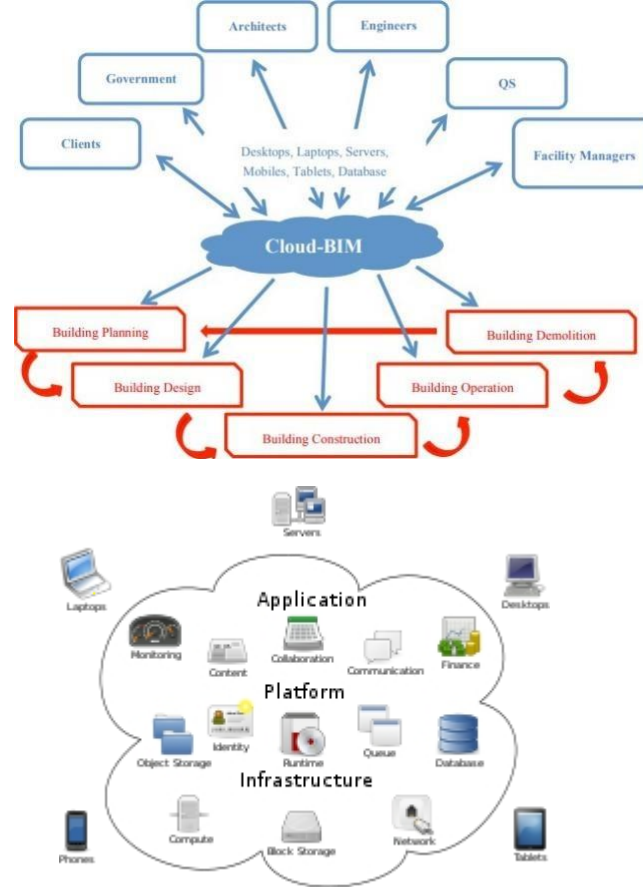 Architects
Engineers
Government
QS
Clients
Desktops, Laptops, Servers,
Mobiles, Tablets, Database
Facility Managers
Cloud-BIM
Building Planning
Building Demolition
Building Design
Building Operation
Building Construction
Servers
Laptops
Desktops
Application
Monitoring
Content
Collaboration
Communication
Finance
Platform
Object Storage
Identity
Runtime
Queue
Database
Infrastructure
Compute
Block Storage
Network
Phones
Tablets